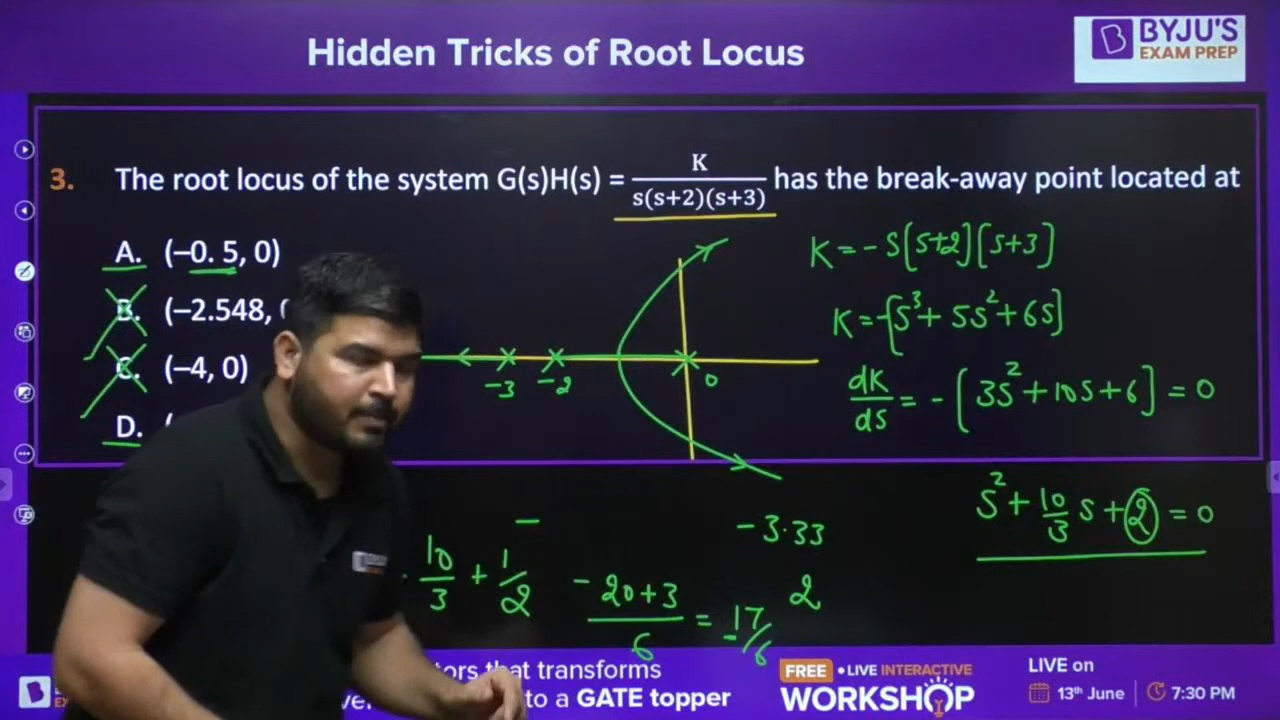 Hidden Tricks of Root Locus
BYJU'S
EXAM PREP
3. The root locus of the system G(s)H(s) = K / s(s+2)(s+3) has the break-away point located at
A. (–0. 5, 0)
B. (–2.548,
C. (–4, 0)
D. (
-3 -2 0
K = - S[S+2][S+3]
K = -[S³ + 5S² + 6S]
dK/ds = - [3S² + 10S + 6] = 0
S² + 10/3 S + 2 = 0
-3.33
2
10/3 + 1/2
-20+3 / 6 = -17/6
ors that transforms
to a GATE topper
FREE • LIVE INTERACTIVE
WORKSHOP
LIVE on
13th June | 7:30 PM